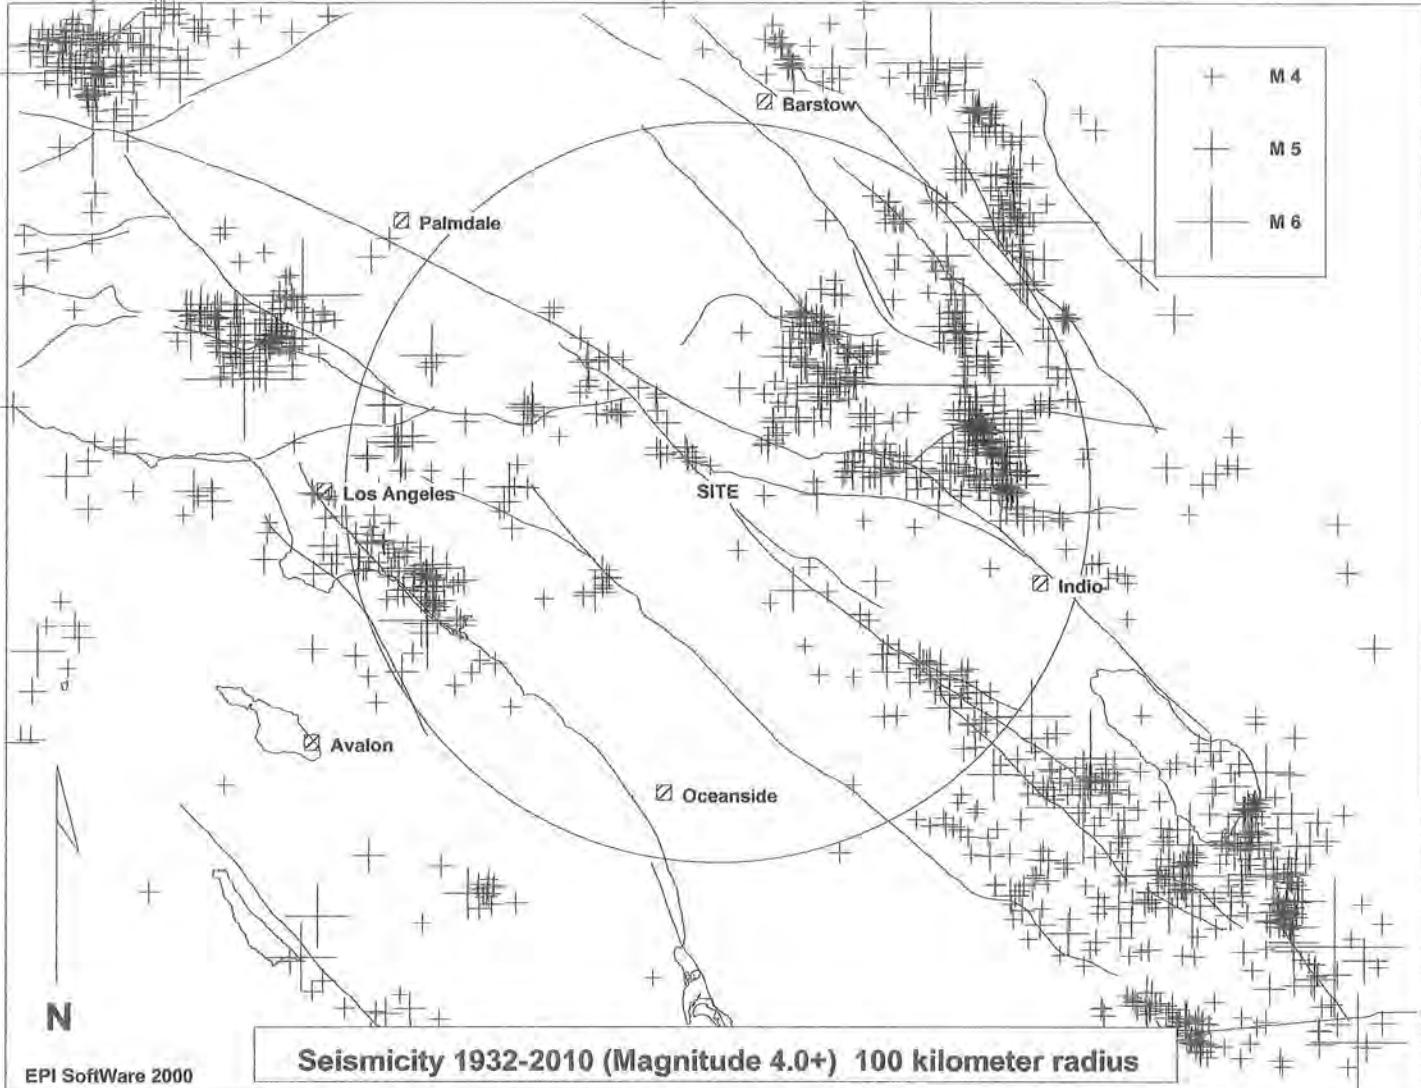 Barstow
M 4
M 5
M 6
Palmdale
Los Angeles
SITE
Indio
Avalon
Oceanside
N
Seismicity 1932-2010 (Magnitude 4.0+) 100 kilometer radius
EPI SoftWare 2000